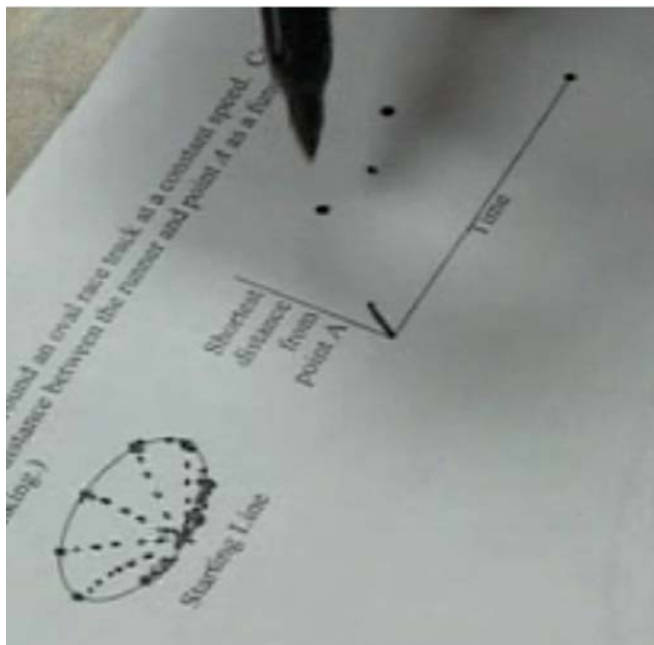 ound an oval race track at a constant speed. C
istance between the runner and point A as a fun
king.)
Shortest
distance
from
point A
Time
Starting Line